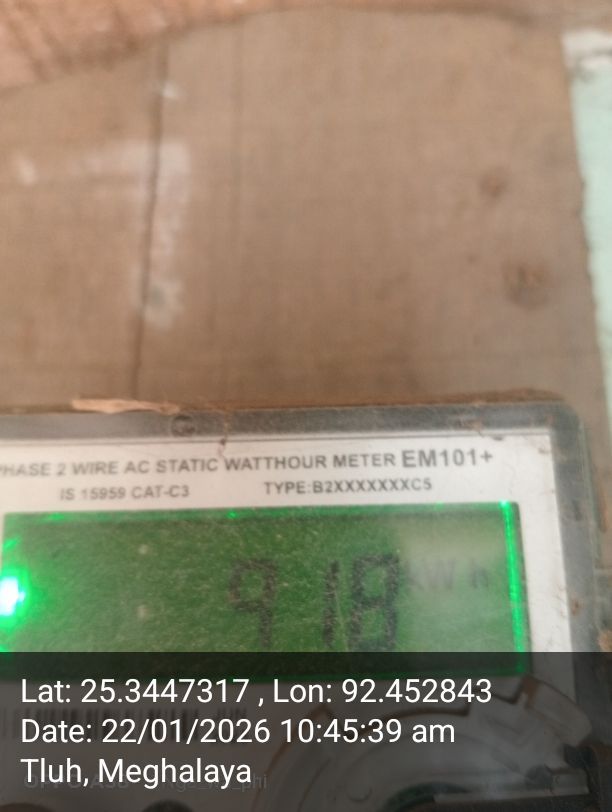 PHASE 2 WIRE AC STATIC WATTHOUR METER EM101+
IS 15959 CAT-C3 TYPE:B2XXXXXXXC5
918 kWh
Lat: 25.3447317 , Lon: 92.452843
Date: 22/01/2026 10:45:39 am
Tluh, Meghalaya